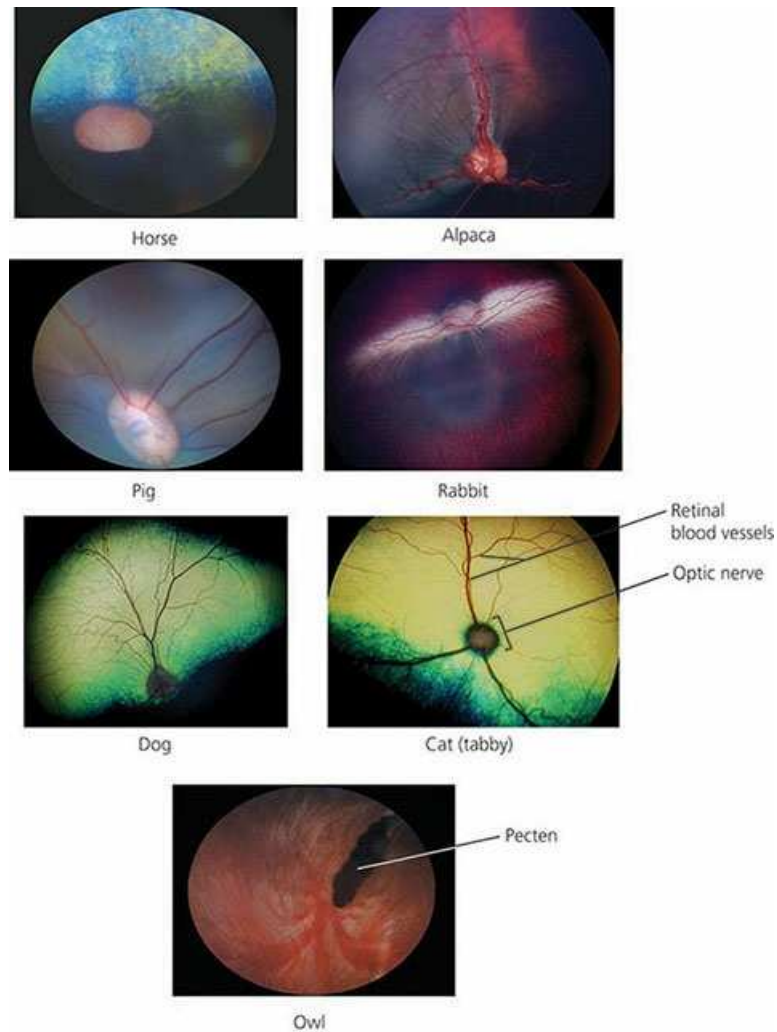 Horse
Alpaca
Pig
Rabbit
Retinal
blood vessels
Optic nerve
Dog
Cat (tabby)
Pecten
Owl